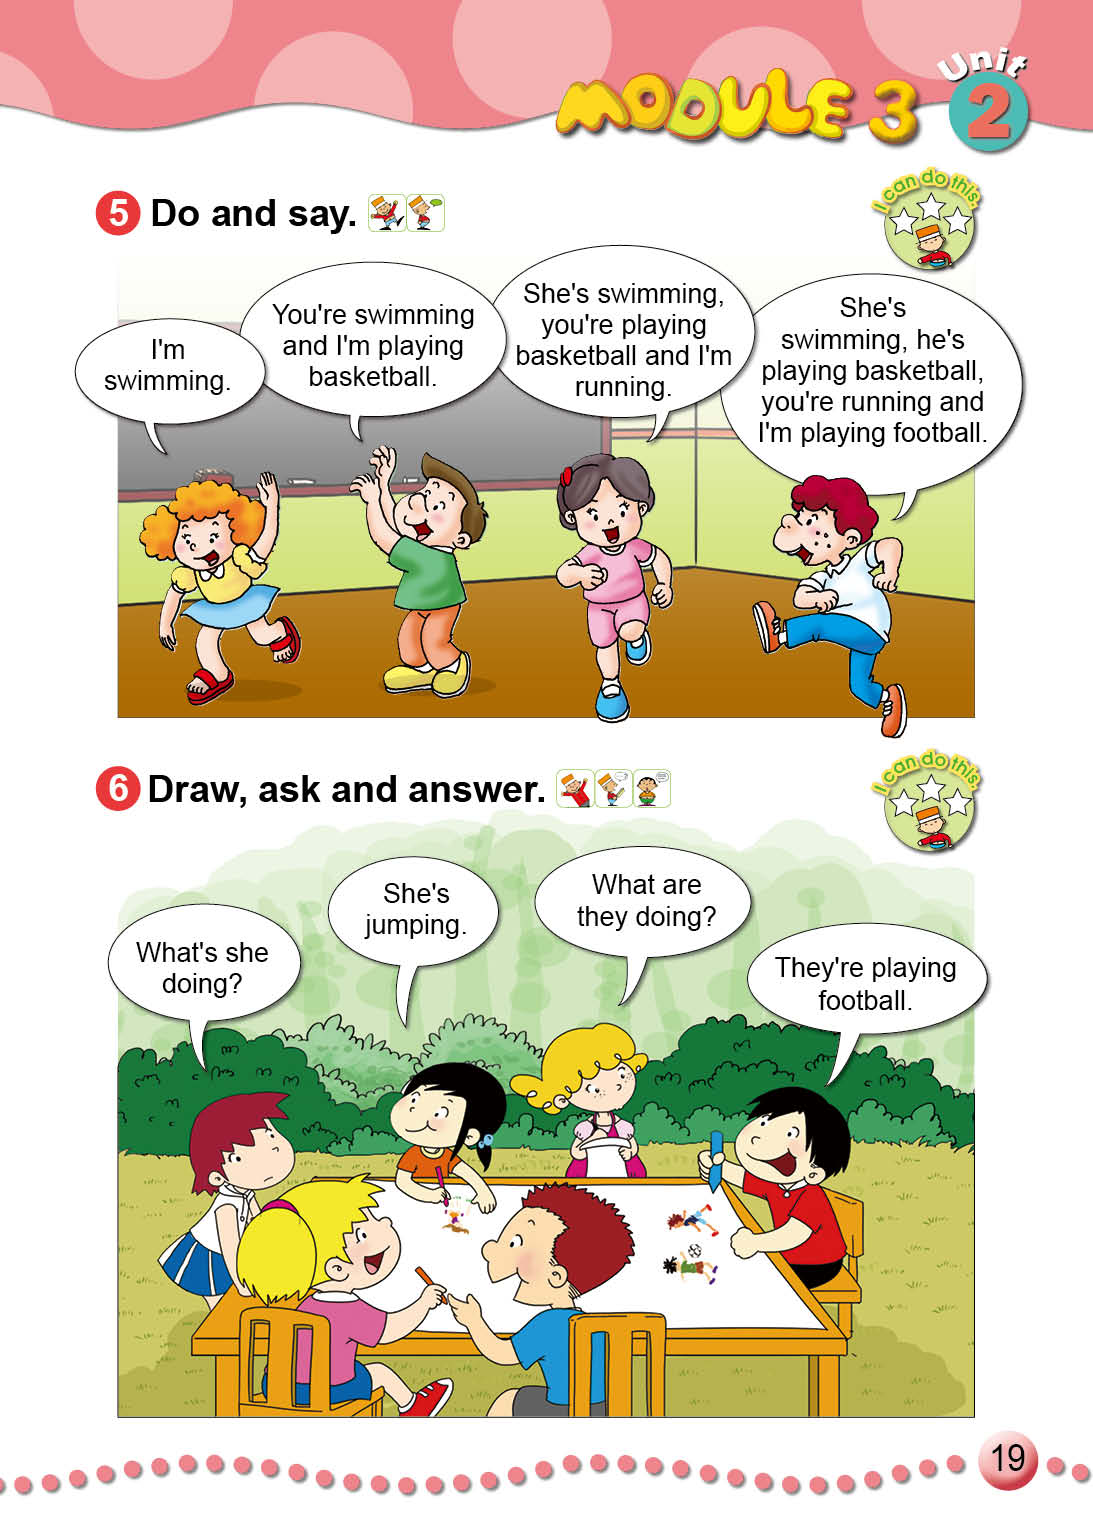 MODULE 3
Unit
2
5 Do and say.
I can do this.
I'm
swimming.
You're swimming
and I'm playing
basketball.
She's swimming,
you're playing
basketball and I'm
running.
She's
swimming, he's
playing basketball,
you're running and
I'm playing football.
6 Draw, ask and answer.
I can do this.
What's she
doing?
She's
jumping.
What are
they doing?
They're playing
football.
19